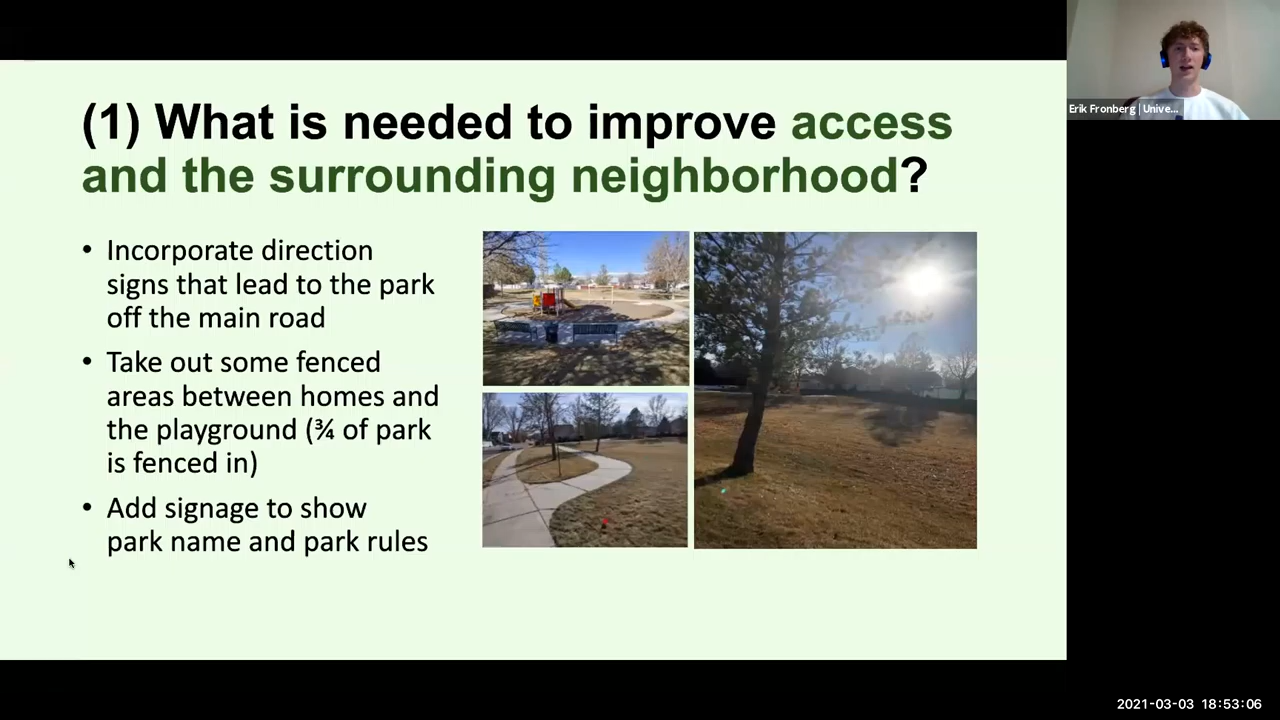 (1) What is needed to improve access
and the surrounding neighborhood?
• Incorporate direction
signs that lead to the park
off the main road
• Take out some fenced
areas between homes and
the playground (¾ of park
is fenced in)
• Add signage to show
park name and park rules
Erik Fronberg | Unive...
2021-03-03 18:53:06